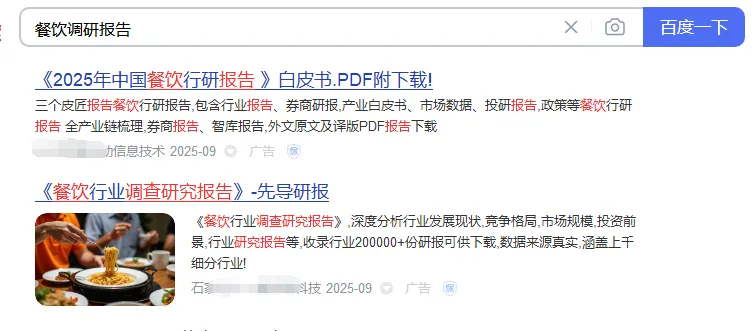 餐饮调研报告
百度一下
《2025年中国餐饮行研报告 》白皮书.PDF附下载!
三个皮匠报告餐饮行研报告,包含行业报告、券商研报,产业白皮书、市场数据、投研报告,政策等餐饮行研
报告 全产业链梳理,券商报告、智库报告,外文原文及译版PDF报告下载
信息技术 2025-09 广告 保
《餐饮行业调查研究报告》-先导研报
《餐饮行业调查研究报告》,深度分析行业发展现状,竞争格局,市场规模,投资前
景,行业研究报告等,收录行业200000+份研报可供下载,数据来源真实,涵盖上千
细分行业!
石家 科技 2025-09 广告 保